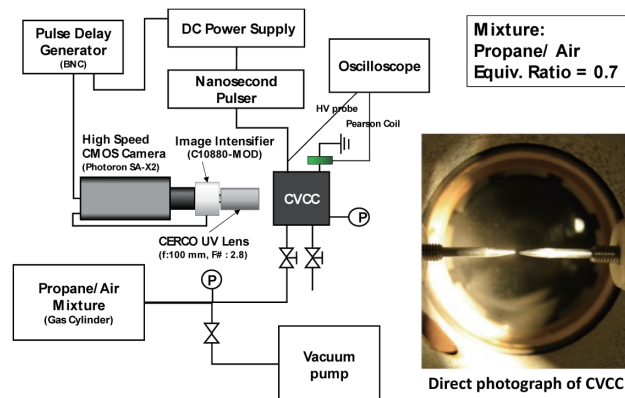 Pulse Delay
Generator
(BNC)
DC Power Supply
Nanosecond
Pulser
Oscilloscope
Mixture:
Propane/ Air
Equiv. Ratio = 0.7
HV probe
Pearson Coil
High Speed
CMOS Camera
(Photoron SA-X2)
Image Intensifier
(C10880-MOD)
CVCC
P
CERCO UV Lens
(f:100 mm, F# : 2.8)
P
Propane/ Air
Mixture
(Gas Cylinder)
Vacuum
pump
Direct photograph of CVCC